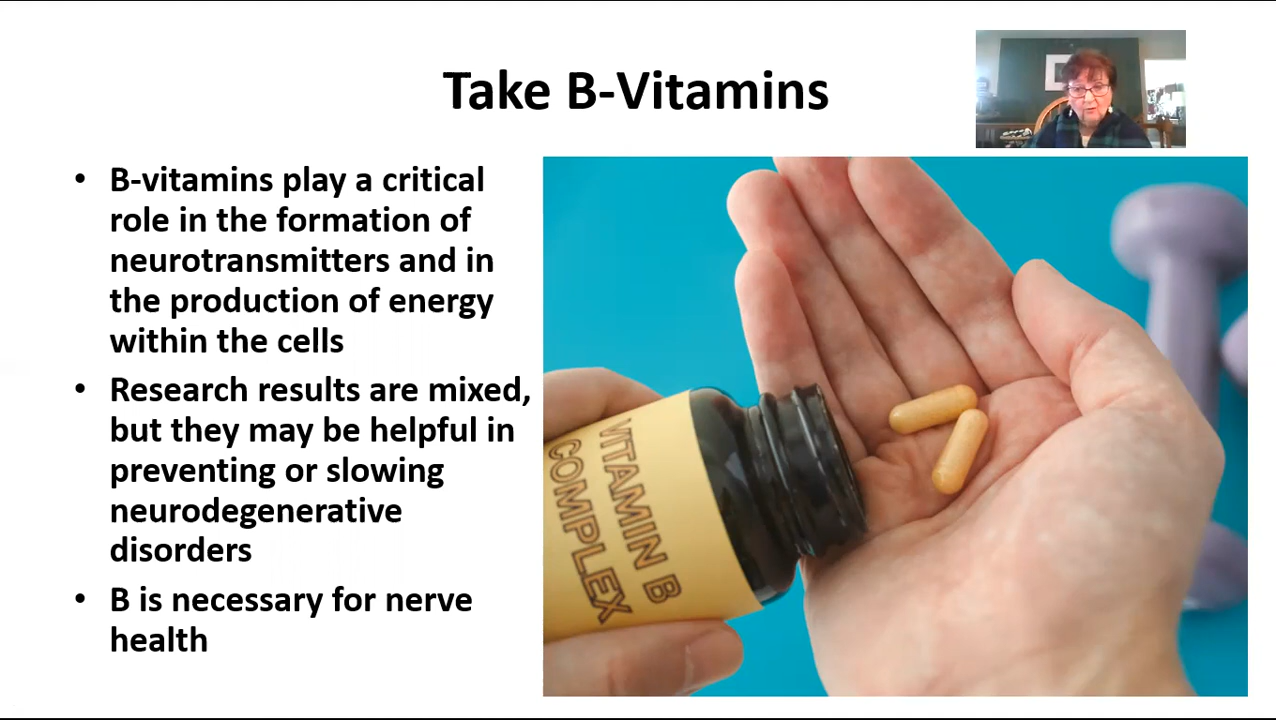 Take B-Vitamins
• B-vitamins play a critical
role in the formation of
neurotransmitters and in
the production of energy
within the cells
• Research results are mixed,
but they may be helpful in
preventing or slowing
neurodegenerative
disorders
• B is necessary for nerve
health
VITAMIN B
COMPLEX